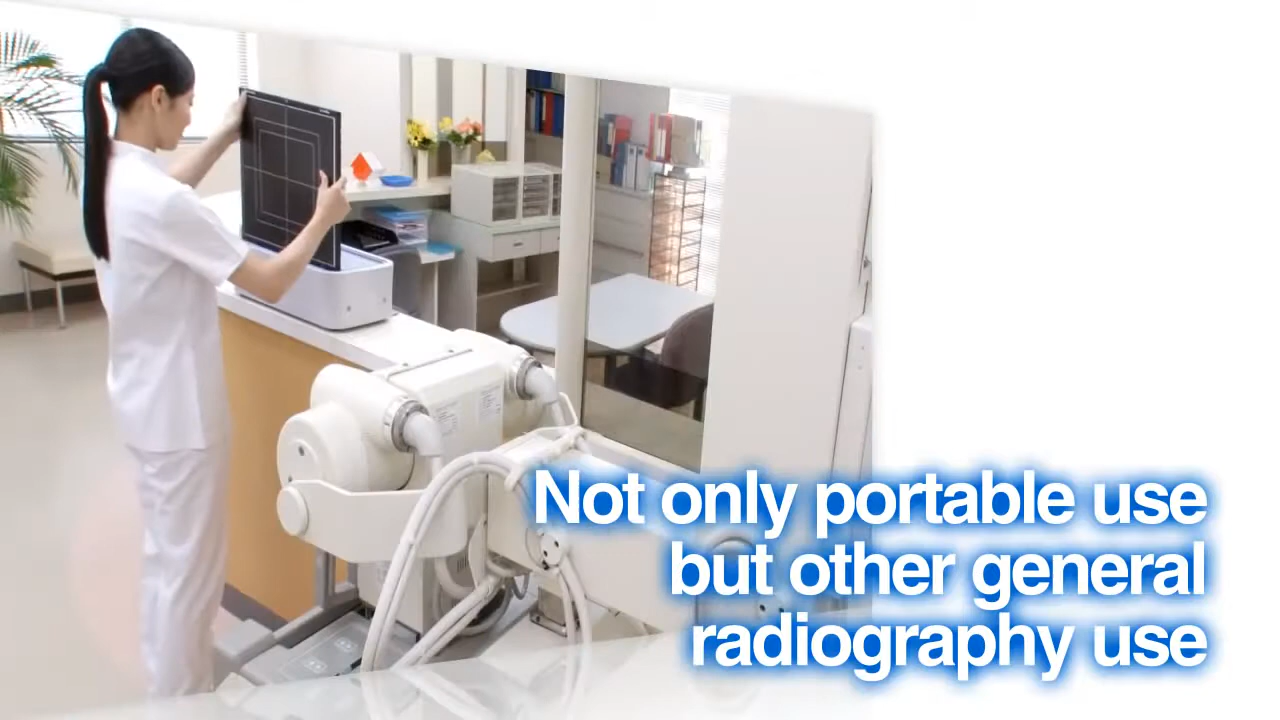 Not only portable use
but other general
radiography use